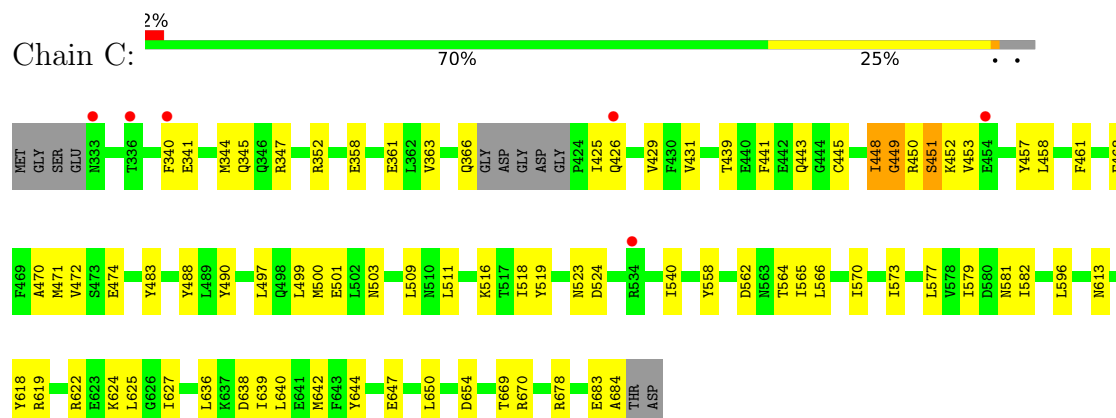 2%
Chain C:
70% 25% • •
MET GLY SER GLU N333 T336 F340 E341 M344 Q345 Q346 R347 R352 E358 E361 L362 V363 Q366 GLY ASP GLY ASP GLY P424 I425 Q426 V429 F430 V431 T439 E440 F441 E442 Q443 G444 C445 I448 G449 R450 S451 K452 V453 E454 Y457 L458 F461
F469 A470 M471 V472 S473 E474 Y483 Y488 L489 Y490 L497 Q498 L499 M500 E501 L502 N503 L509 N510 L511 K516 T517 I518 Y519 N523 D524 R534 I540 Y558 D562 N563 T564 I565 L566 I570 I573 L577 V578 I579 D580 N581 I582 L596 N613
Y618 R619 R622 E623 K624 L625 G626 I627 L636 K637 D638 I639 L640 E641 M642 F643 Y644 E647 L650 D654 T669 R670 R678 E683 A684 THR ASP